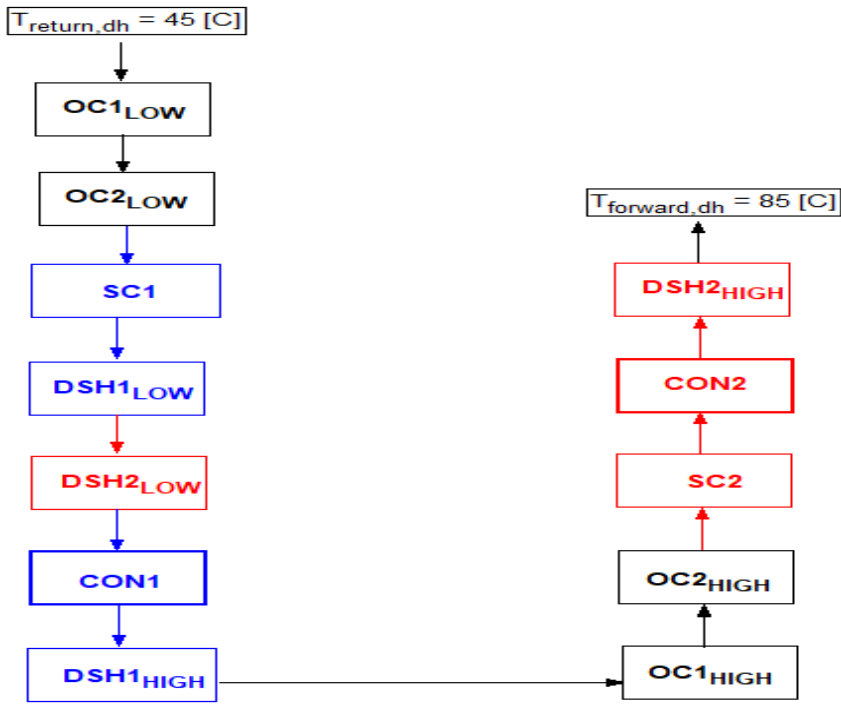 T_return,dh = 45 [C]
OC1_LOW
OC2_LOW
SC1
DSH1_LOW
DSH2_LOW
CON1
DSH1_HIGH
OC1_HIGH
OC2_HIGH
SC2
CON2
DSH2_HIGH
T_forward,dh = 85 [C]